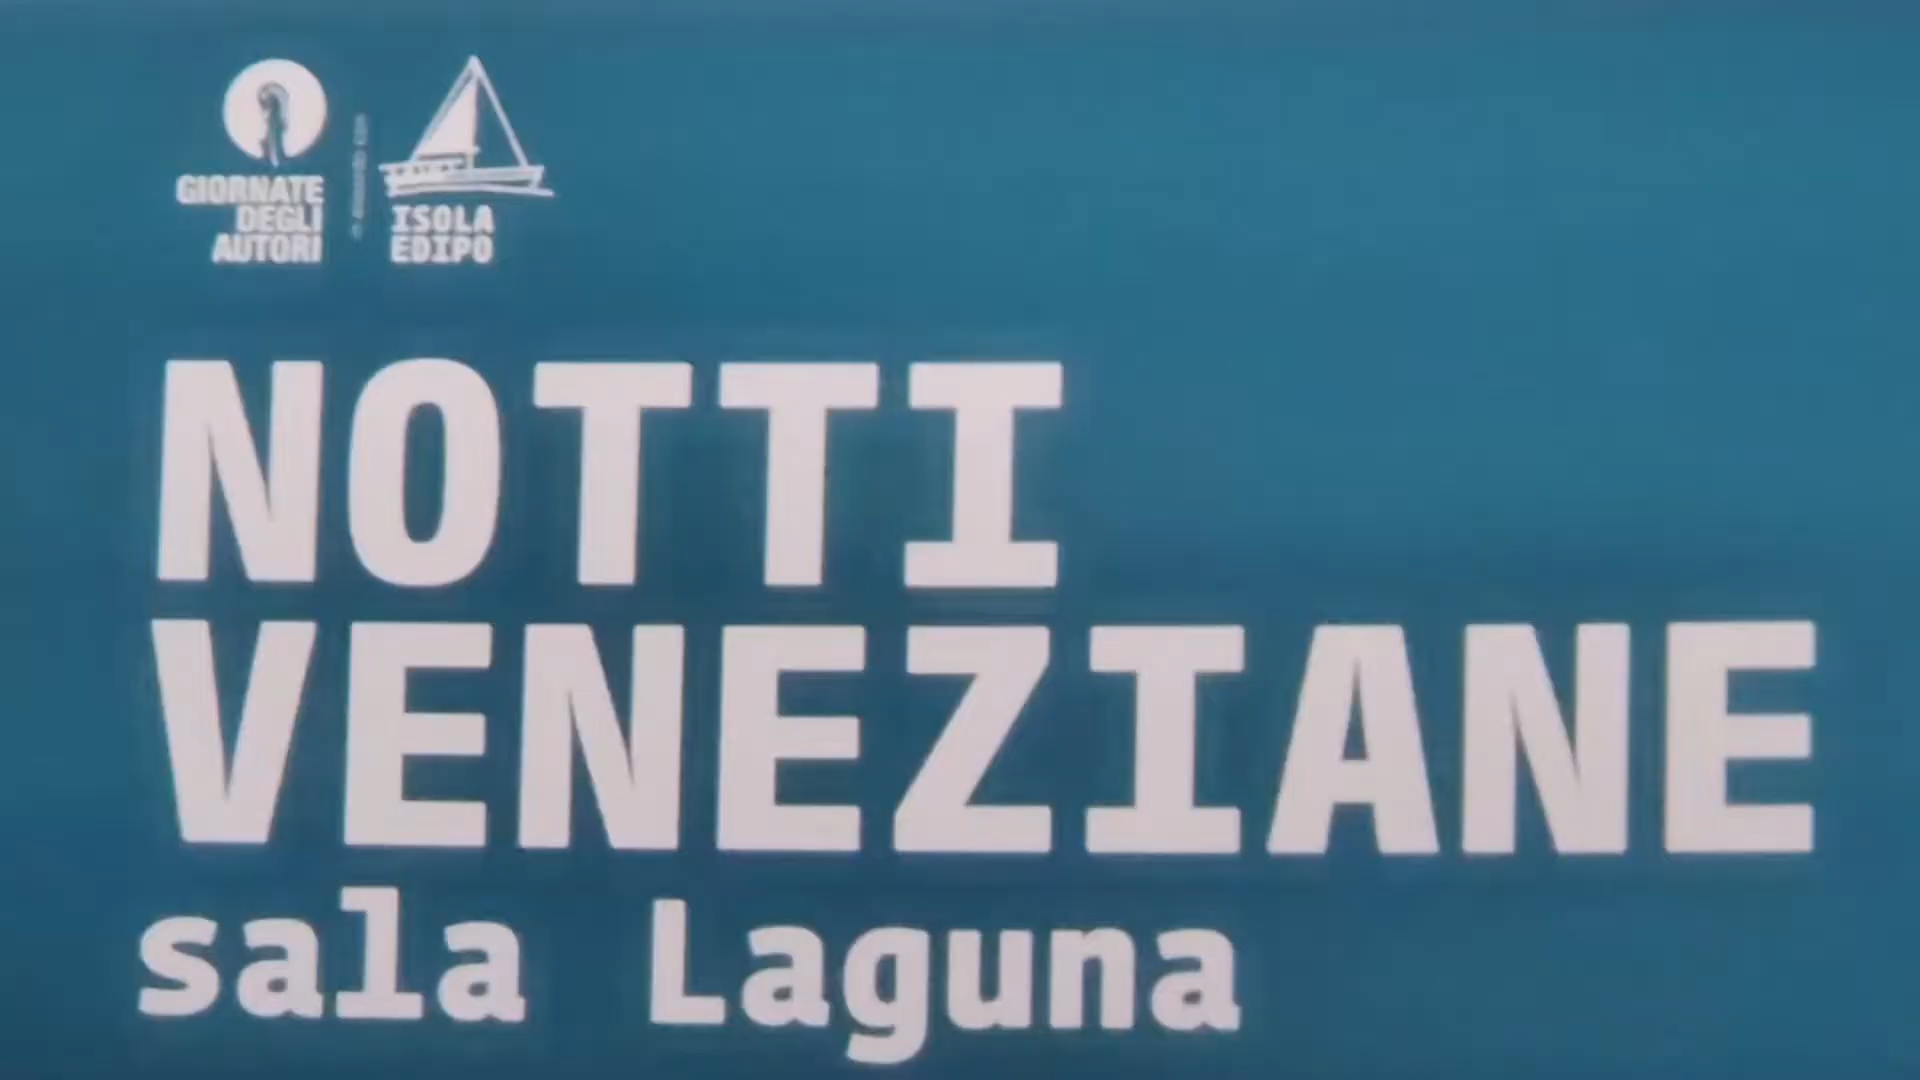 GIORNATE
DEGLI
AUTORI
ISOLA
EDIPO
NOTTI
VENEZIANE
sala Laguna